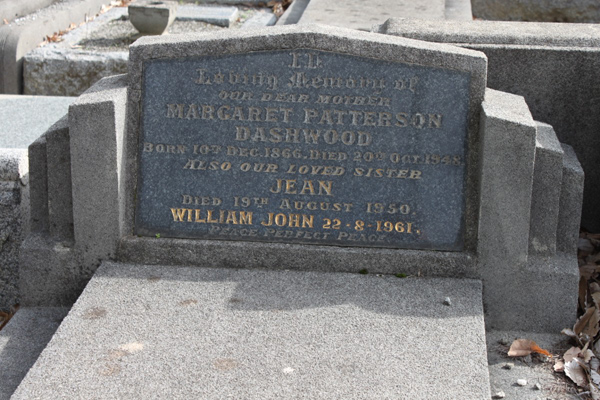 In
Loving Memory of
OUR DEAR MOTHER
MARGARET PATTERSON
DASHWOOD
BORN 10TH DEC. 1866. DIED 20TH OCT. 1948.
ALSO, OUR LOVED SISTER
JEAN
DIED 19TH AUGUST 1950.
WILLIAM JOHN 22-8-1961.
PEACE PERFECT PEACE